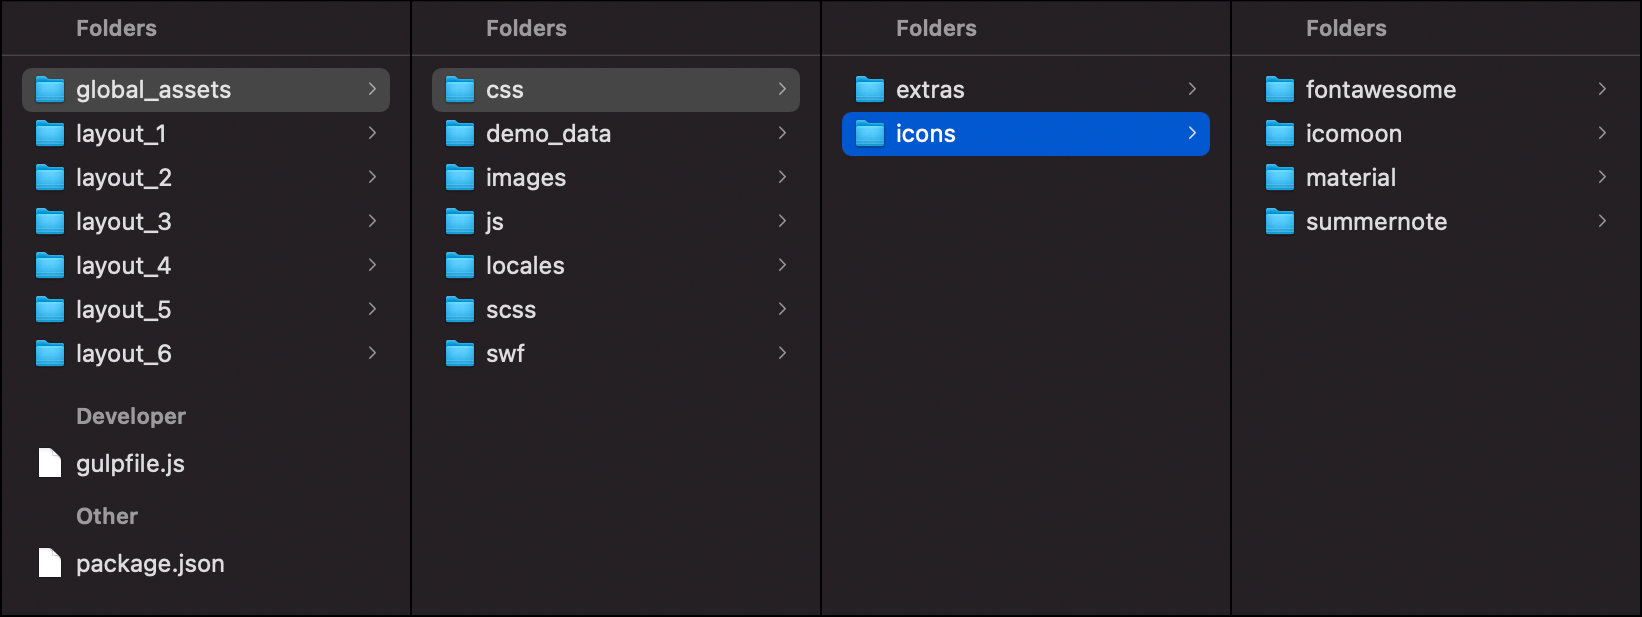 Folders
global_assets
layout_1
layout_2
layout_3
layout_4
layout_5
layout_6
Developer
gulpfile.js
Other
package.json
Folders
css
demo_data
images
js
locales
scss
swf
Folders
extras
icons
Folders
fontawesome
icomoon
material
summernote